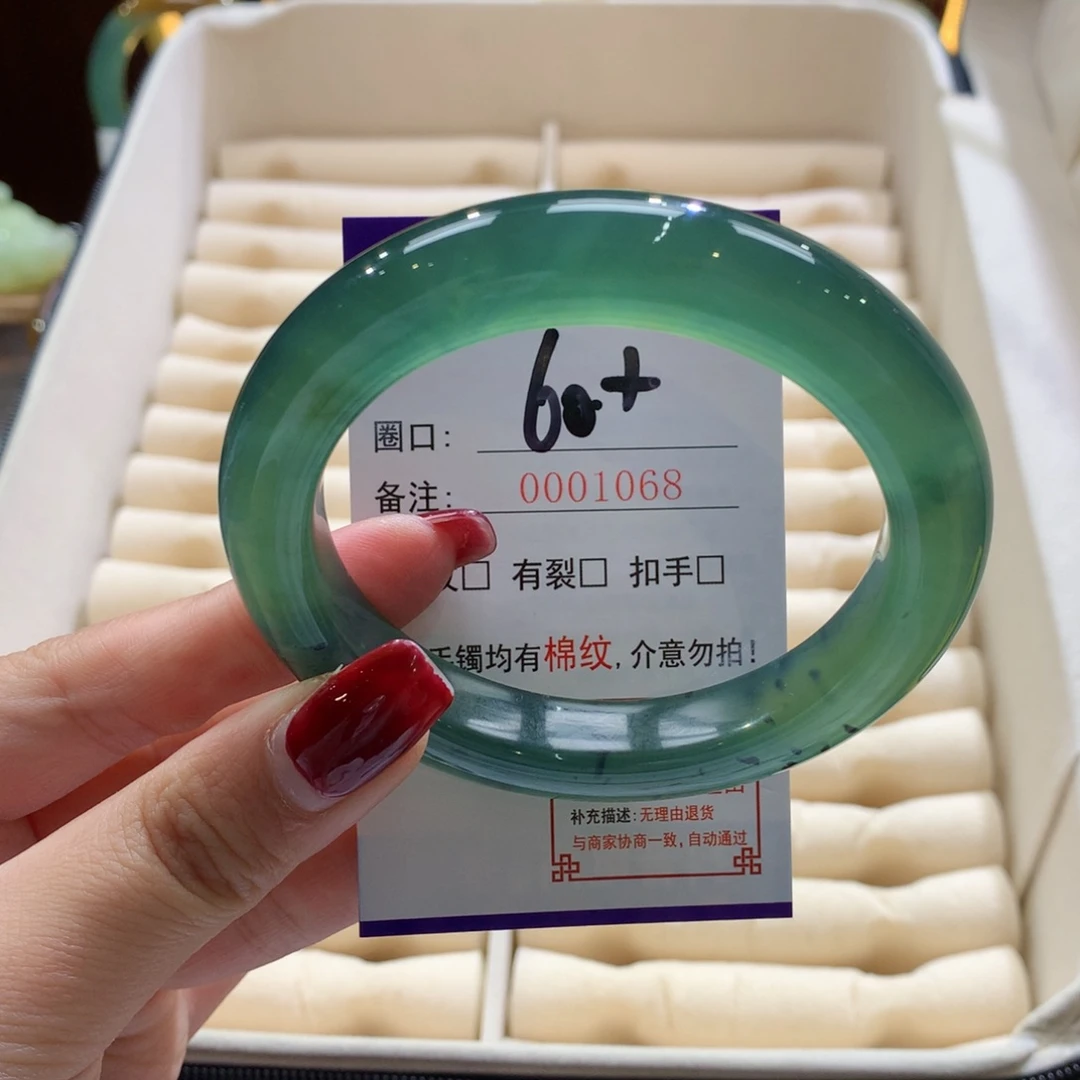 圈口: 60+
备注: 0001068
□ 有裂□ 扣手□
手镯均有棉纹, 介意勿拍!
补充描述:无理由退货
与商家协商一致, 自动通过